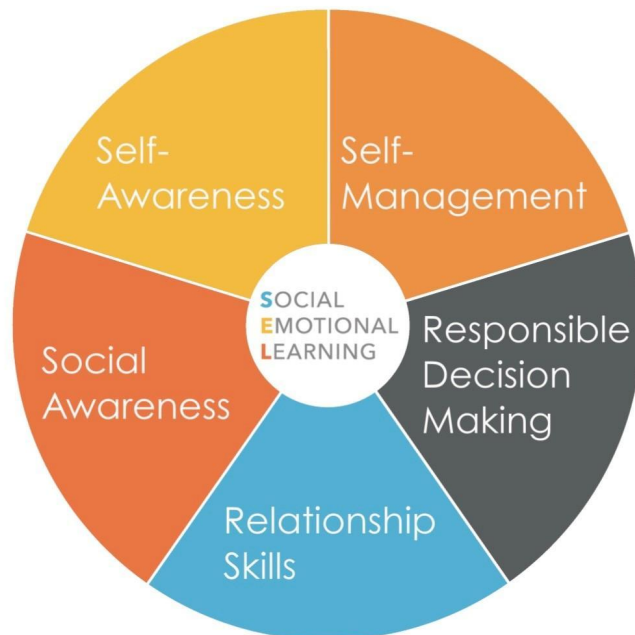 Self-
Awareness
Self-
Management
SOCIAL
EMOTIONAL
LEARNING
Responsible
Decision
Making
Social
Awareness
Relationship
Skills